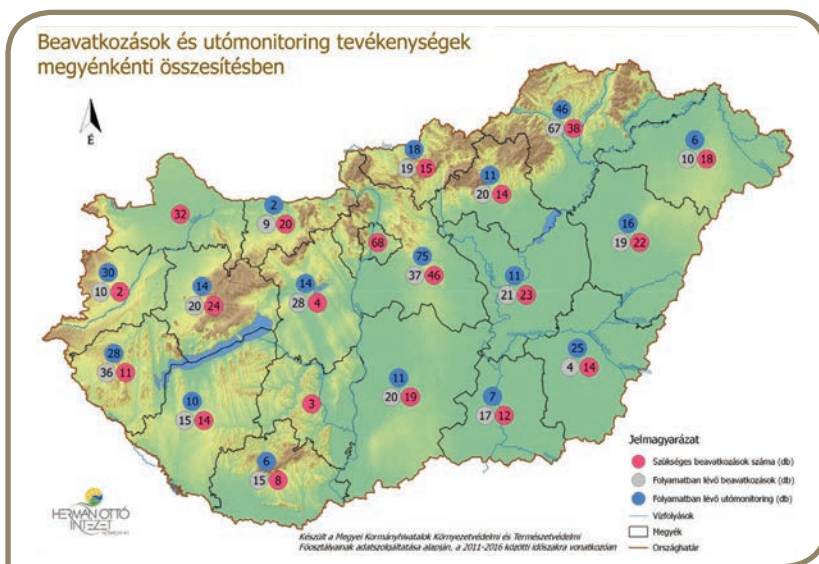 Beavatkozások és utómonitoring tevékenységek
megyénkénti összesítésben
É
46
67 38
18
19 15
6
10 18
11
20 14
2
9 20
32
68
16
19 22
75
37 46
30
10 2
14
20 24
14
28 4
11
21 23
28
36 11
25
4 14
11
20 19
10
15 14
3
7
17 12
6
15 8
Jelmagyarázat
Szükséges beavatkozások száma (db)
Folyamatban lévő beavatkozások (db)
Folyamatban lévő utómonitoring (db)
Vízfolyások
Megyék
Országhatár
HERMAN OTTÓ
INTÉZET
Készült a Megyei Kormányhivatalok Környezetvédelmi és Természetvédelmi
Főosztályainak adatszolgáltatása alapján, a 2011-2016 közötti időszakra vonatkozóan